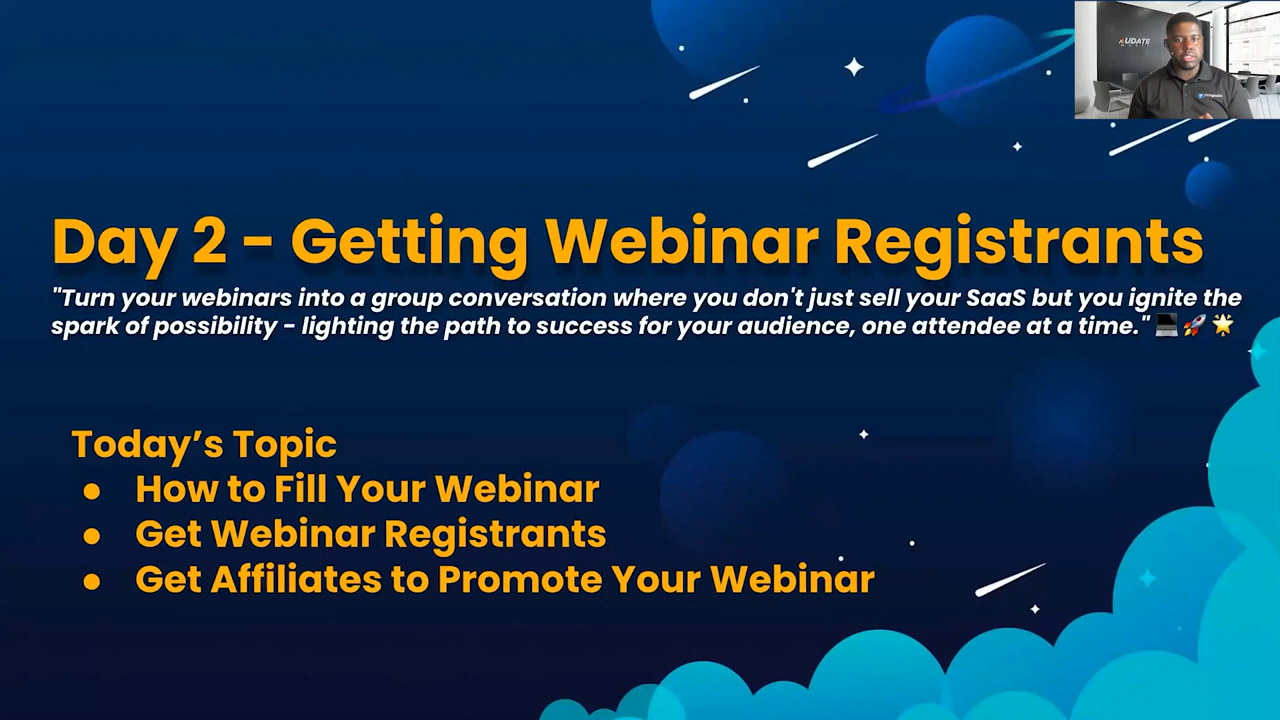 UDATE
Day 2 - Getting Webinar Registrants
"Turn your webinars into a group conversation where you don't just sell your SaaS but you ignite the
spark of possibility - lighting the path to success for your audience, one attendee at a time." 💻🚀🌟
Today’s Topic
● How to Fill Your Webinar
● Get Webinar Registrants
● Get Affiliates to Promote Your Webinar